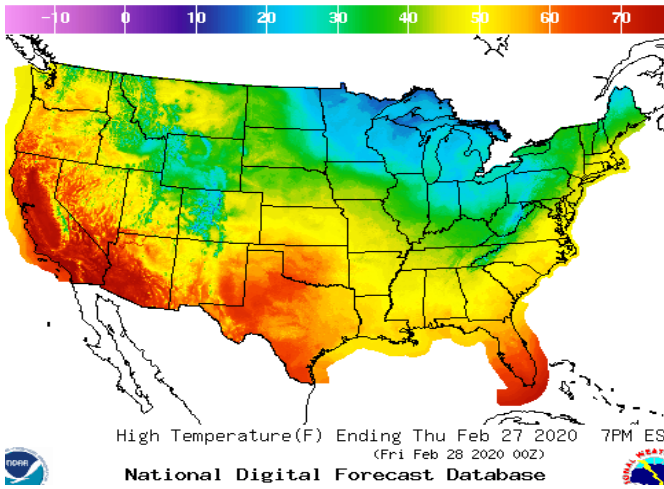 -10 0 10 20 30 40 50 60 70
High Temperature(F) Ending Thu Feb 27 2020 7PM ES
(Fri Feb 28 2020 00Z)
National Digital Forecast Database
NOAA